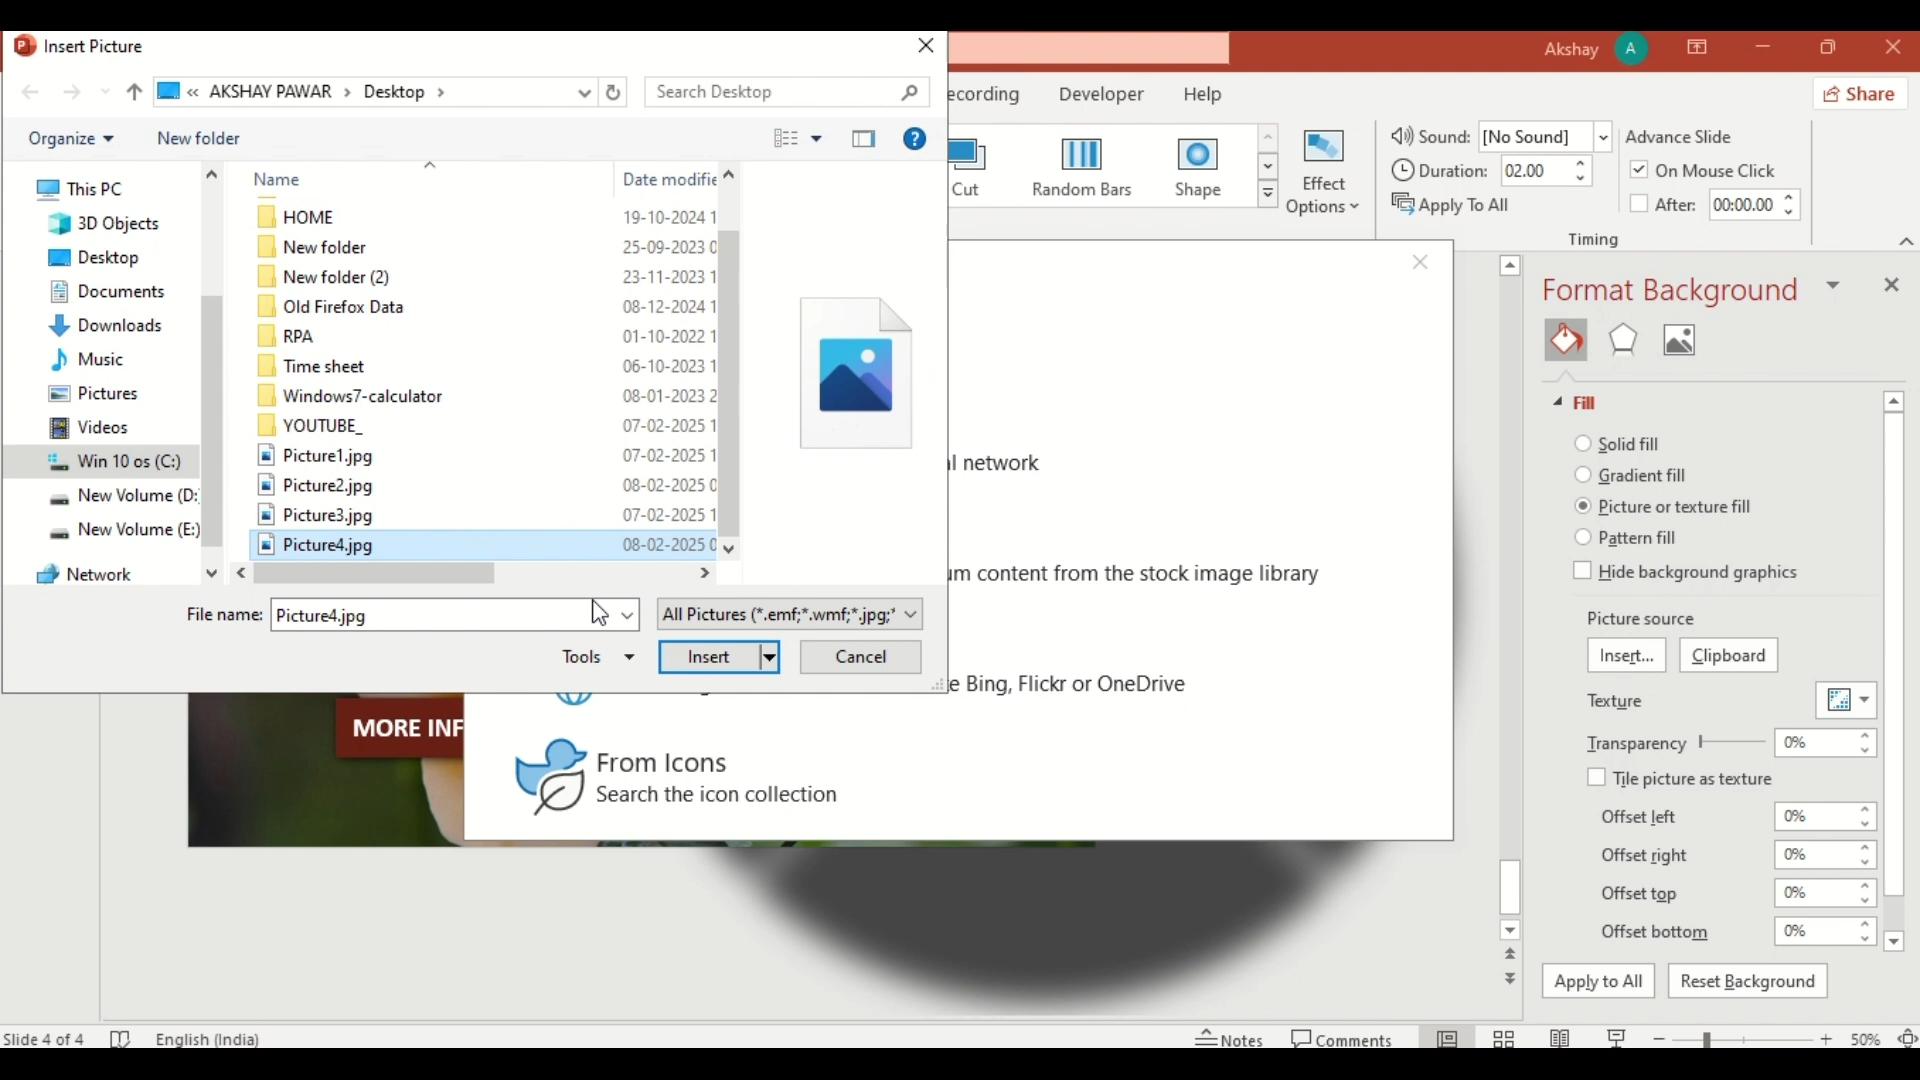 Insert Picture
Akshay
A
« AKSHAY PAWAR > Desktop >
Search Desktop
ecording
Developer
Help
Share
Organize
New folder
?
Cut
Random Bars
Shape
Effect
Options
Sound:
[No Sound]
Duration:
02.00
Apply To All
Advance Slide
On Mouse Click
After:
00:00.00
Timing
This PC
3D Objects
Desktop
Documents
Downloads
Music
Pictures
Videos
Win 10 os (C:)
New Volume (D:
New Volume (E:)
Network
Name
Date modifie
HOME 19-10-2024 1
New folder 25-09-2023 0
New folder (2) 23-11-2023 1
Old Firefox Data 08-12-2024 1
RPA 01-10-2022 1
Time sheet 06-10-2023 1
Windows7-calculator 08-01-2023 2
YOUTUBE_ 07-02-2025 1
Picture1.jpg 07-02-2025 1
Picture2.jpg 08-02-2025 0
Picture3.jpg 07-02-2025 1
Picture4.jpg 08-02-2025 0
File name: Picture4.jpg
All Pictures (*.emf;*.wmf;*.jpg;*
Tools
Insert
Cancel
l network
um content from the stock image library
e Bing, Flickr or OneDrive
MORE INF
From Icons
Search the icon collection
Format Background
Fill
Solid fill
Gradient fill
Picture or texture fill
Pattern fill
Hide background graphics
Picture source
Insert...
Clipboard
Texture
Transparency 0%
Tile picture as texture
Offset left 0%
Offset right 0%
Offset top 0%
Offset bottom 0%
Apply to All
Reset Background
Slide 4 of 4
English (India)
Notes
Comments
50%